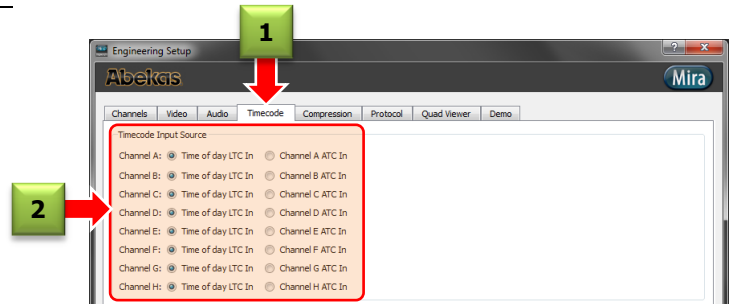 1
Engineering Setup
Abekas
Mira
Channels Video Audio Timecode Compression Protocol Quad Viewer Demo
Timecode Input Source
Channel A: Time of day LTC In Channel A ATC In
Channel B: Time of day LTC In Channel B ATC In
Channel C: Time of day LTC In Channel C ATC In
2
Channel D: Time of day LTC In Channel D ATC In
Channel E: Time of day LTC In Channel E ATC In
Channel F: Time of day LTC In Channel F ATC In
Channel G: Time of day LTC In Channel G ATC In
Channel H: Time of day LTC In Channel H ATC In